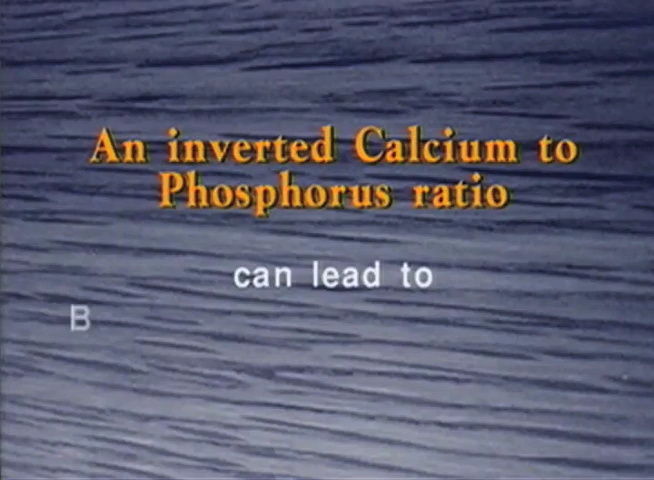 An inverted Calcium to
Phosphorus ratio
can lead to
B